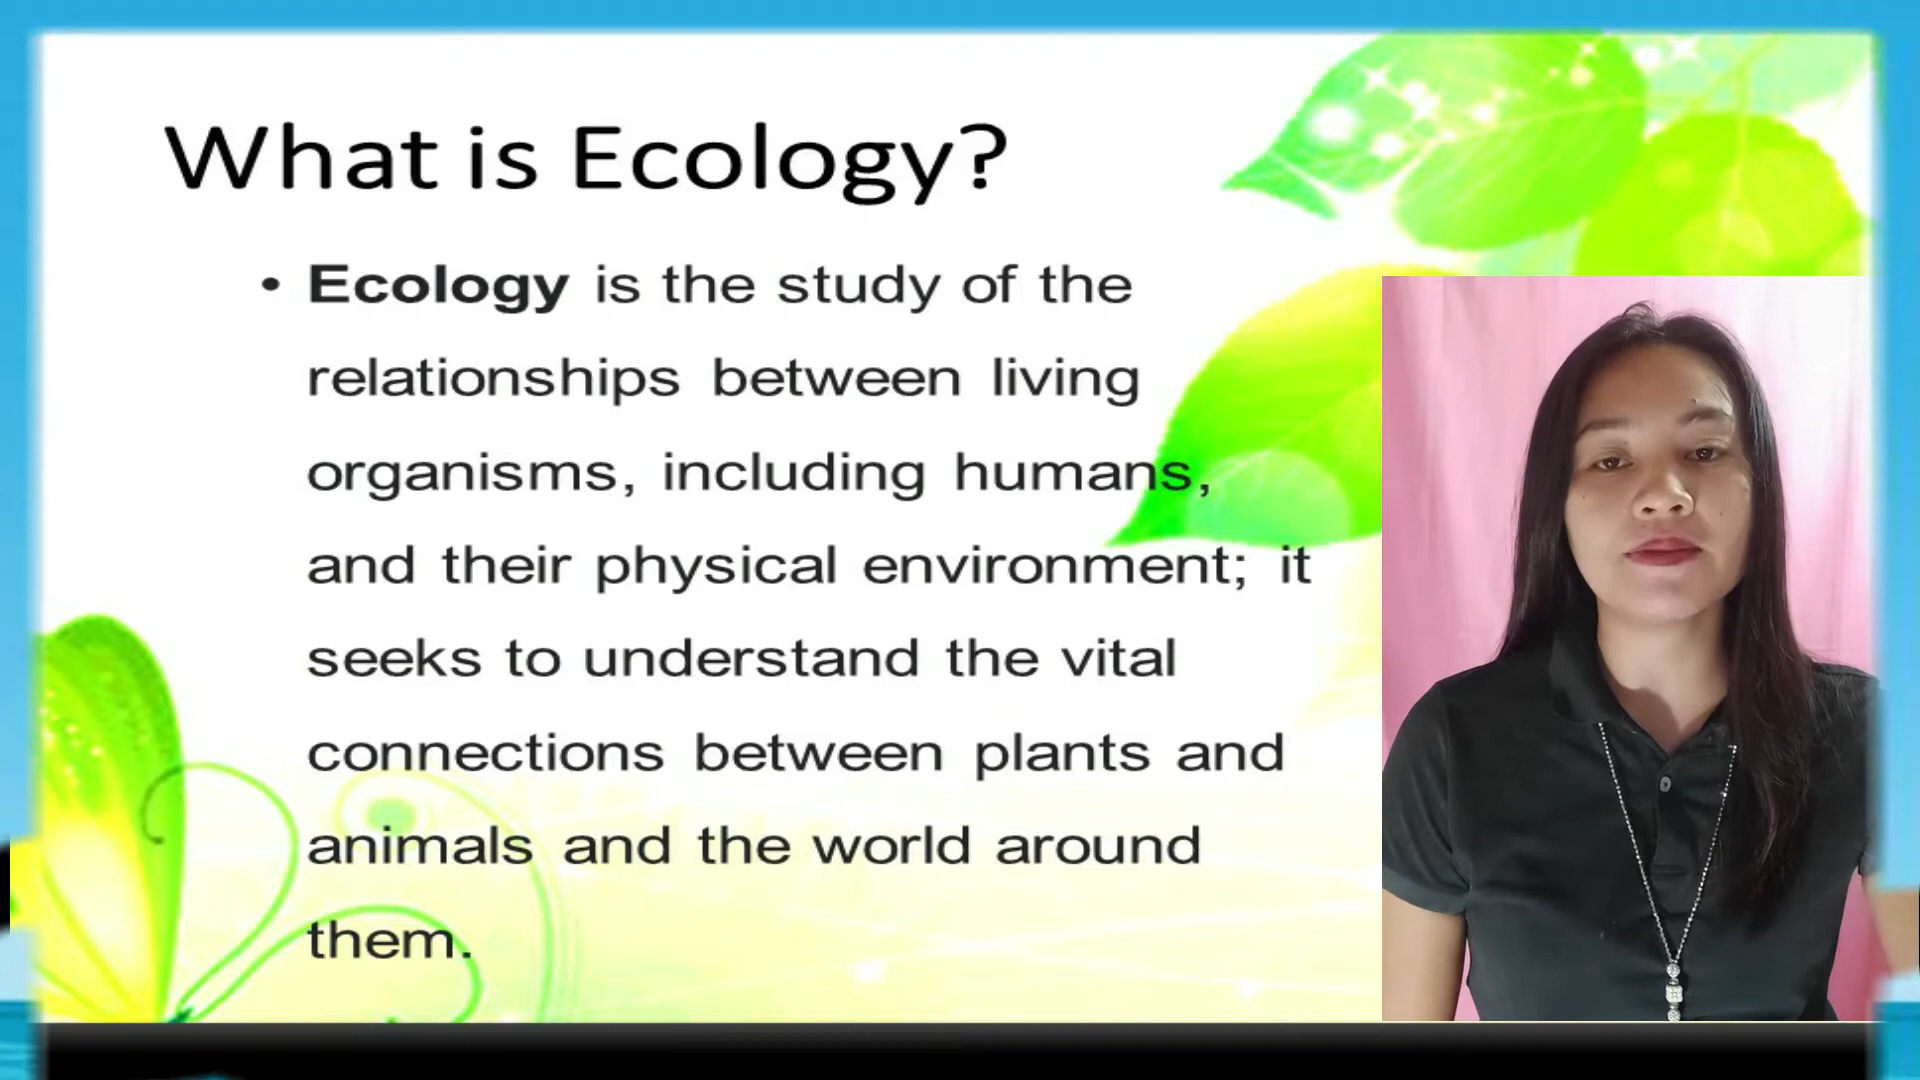 What is Ecology?
• Ecology is the study of the
relationships between living
organisms, including humans,
and their physical environment; it
seeks to understand the vital
connections between plants and
animals and the world around
them.